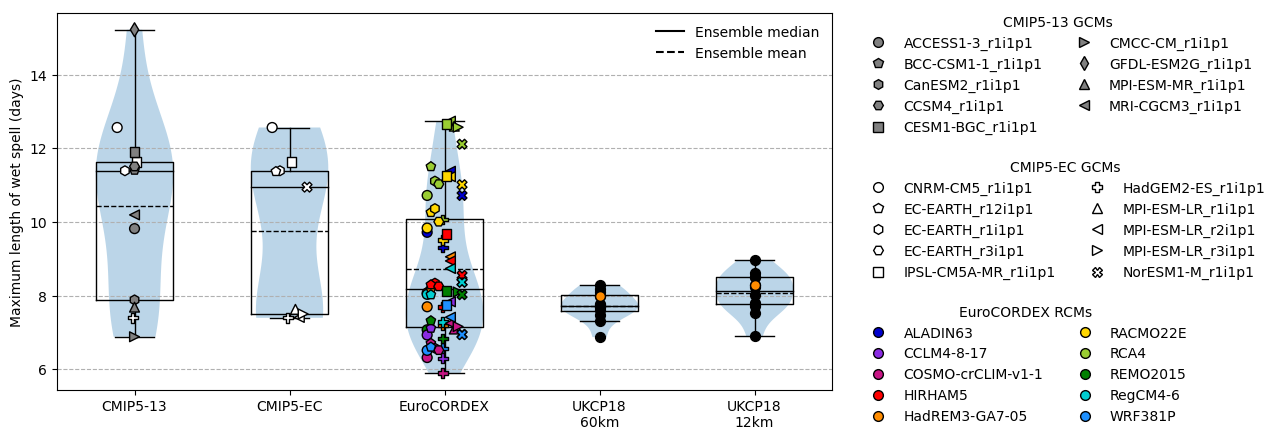 Maximum length of wet spell (days)
14
12
10
8
6
Ensemble median
Ensemble mean
CMIP5-13
CMIP5-EC
EuroCORDEX
UKCP18
60km
UKCP18
12km
CMIP5-13 GCMs
ACCESS1-3_r1i1p1
BCC-CSM1-1_r1i1p1
CanESM2_r1i1p1
CCSM4_r1i1p1
CESM1-BGC_r1i1p1
CMCC-CM_r1i1p1
GFDL-ESM2G_r1i1p1
MPI-ESM-MR_r1i1p1
MRI-CGCM3_r1i1p1
CMIP5-EC GCMs
CNRM-CM5_r1i1p1
EC-EARTH_r12i1p1
EC-EARTH_r1i1p1
EC-EARTH_r3i1p1
IPSL-CM5A-MR_r1i1p1
HadGEM2-ES_r1i1p1
MPI-ESM-LR_r1i1p1
MPI-ESM-LR_r2i1p1
MPI-ESM-LR_r3i1p1
NorESM1-M_r1i1p1
EuroCORDEX RCMs
ALADIN63
CCLM4-8-17
COSMO-crCLIM-v1-1
HIRHAM5
HadREM3-GA7-05
RACMO22E
RCA4
REMO2015
RegCM4-6
WRF381P